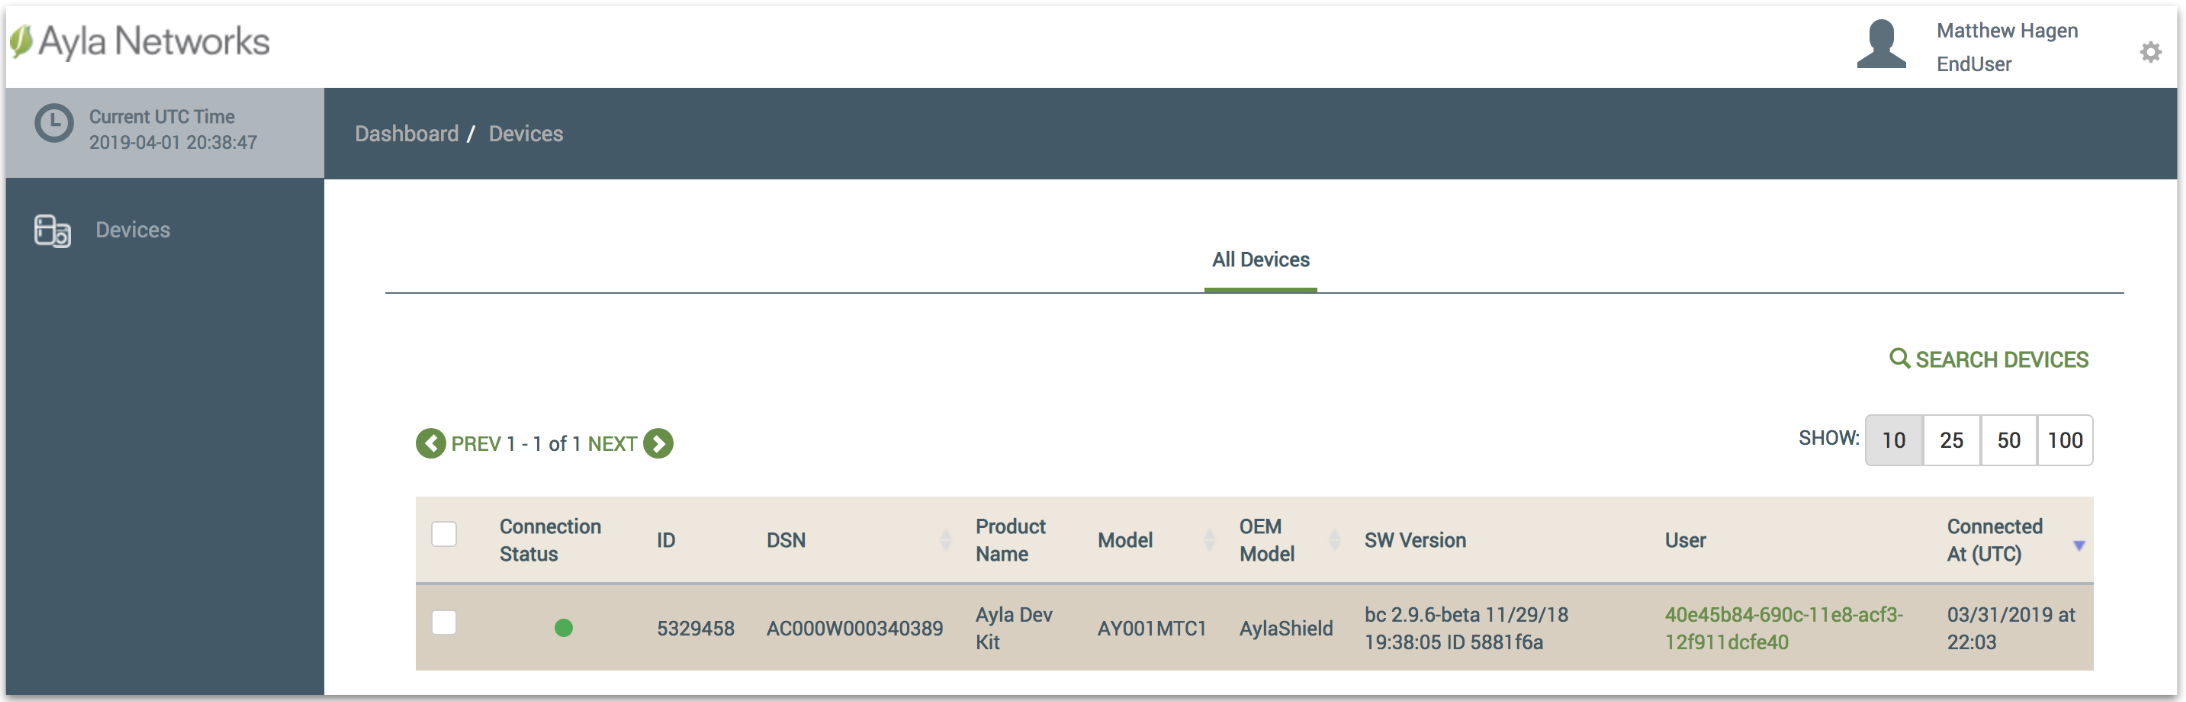 Ayla Networks
Matthew Hagen
EndUser
Current UTC Time
2019-04-01 20:38:47
Dashboard / Devices
Devices
All Devices
SEARCH DEVICES
PREV 1 - 1 of 1 NEXT
SHOW: 10 25 50 100
Connection Status ID DSN Product Name Model OEM Model SW Version User Connected At (UTC)
5329458 AC000W000340389 Ayla Dev Kit AY001MTC1 AylaShield bc 2.9.6-beta 11/29/18 19:38:05 ID 5881f6a 40e45b84-690c-11e8-acf3-12f911dcfe40 03/31/2019 at 22:03